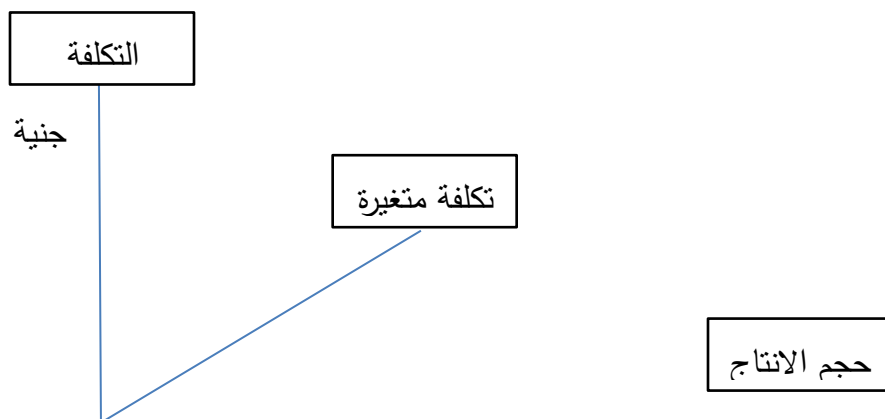 التكلفة
جنية
تكلفة متغيرة
حجم الانتاج